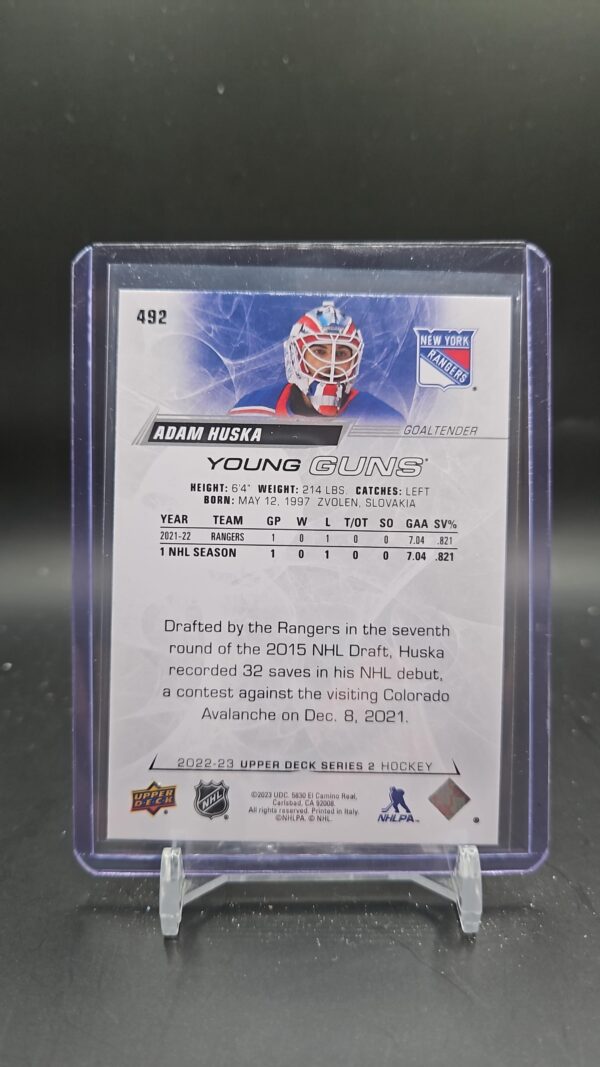 492
NEW YORK
RANGERS
ADAM HUSKA
GOALTENDER
YOUNG GUNS
HEIGHT: 6'4" WEIGHT: 214 LBS. CATCHES: LEFT
BORN: MAY 12, 1997 ZVOLEN, SLOVAKIA
YEAR TEAM GP W L T/OT SO GAA SV%
2021-22 RANGERS 1 0 1 0 0 7.04 .821
1 NHL SEASON 1 0 1 0 0 7.04 .821
Drafted by the Rangers in the seventh
round of the 2015 NHL Draft, Huska
recorded 32 saves in his NHL debut,
a contest against the visiting Colorado
Avalanche on Dec. 8, 2021.
2022-23 UPPER DECK SERIES 2 HOCKEY
UPPER DECK
NHL
©2023 UDC. 5830 El Camino Real,
Carlsbad, CA 92008.
All rights reserved. Printed in Italy.
©NHLPA. © NHL.
NHLPA